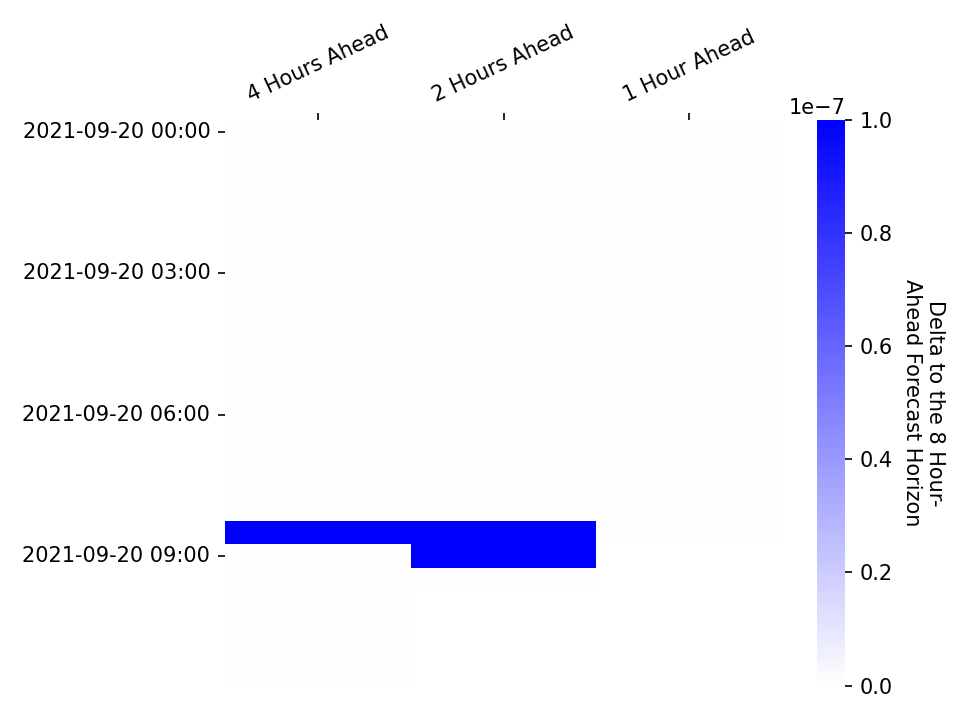 4 Hours Ahead
2 Hours Ahead
1 Hour Ahead
2021-09-20 00:00
2021-09-20 03:00
2021-09-20 06:00
2021-09-20 09:00
1e−7
1.0
0.8
0.6
0.4
0.2
0.0
Delta to the 8 Hour-
Ahead Forecast Horizon